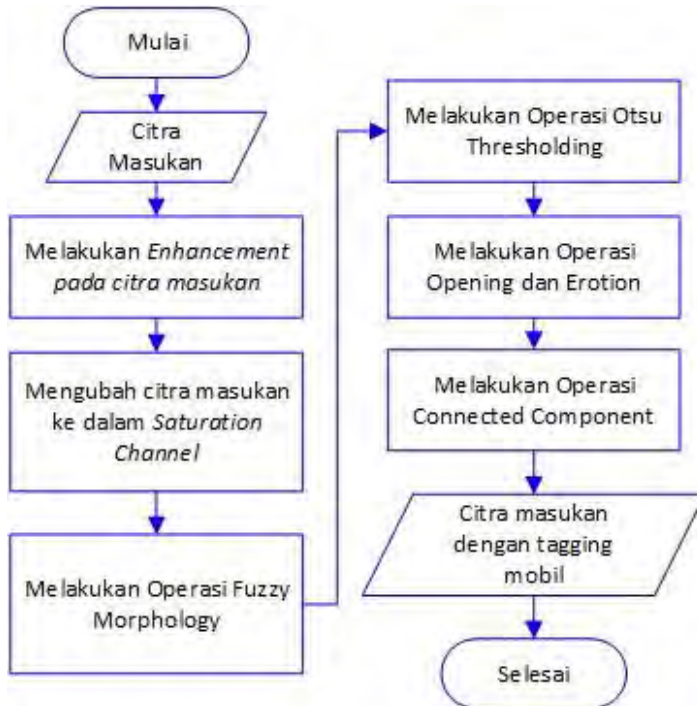 Mulai
Citra
Masukan
Melakukan Enhancement
pada citra masukan
Mengubah citra masukan
ke dalam Saturation
Channel
Melakukan Operasi Fuzzy
Morphology
Melakukan Operasi Otsu
Thresholding
Melakukan Operasi
Opening dan Erotion
Melakukan Operasi
Connected Component
Citra masukan
dengan tagging
mobil
Selesai